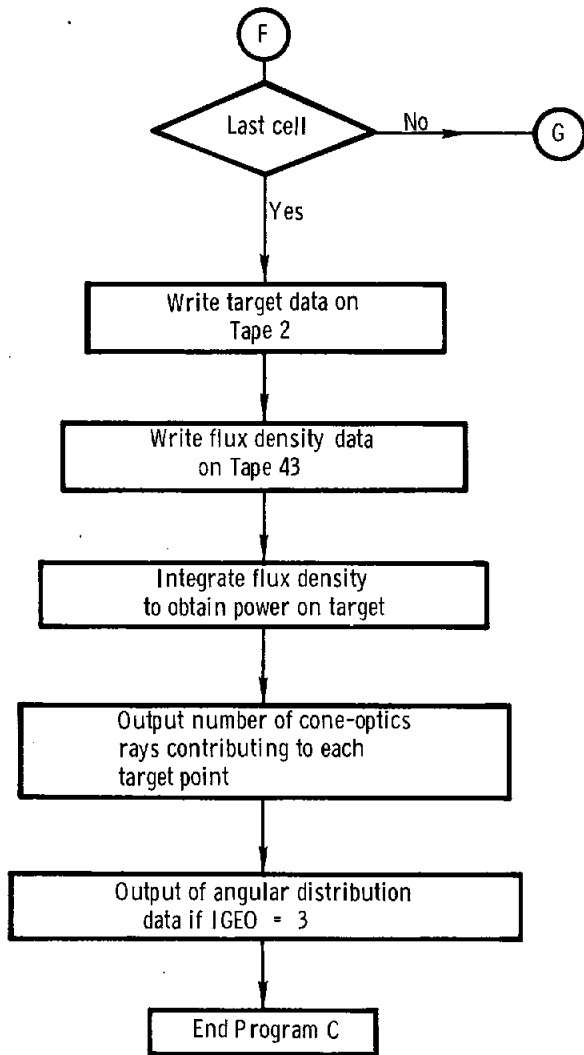 F
Last cell
No
G
Yes
Write target data on
Tape 2
Write flux density data
on Tape 43
Integrate flux density
to obtain power on target
Output number of cone-optics
rays contributing to each
target point
Output of angular distribution
data if IGEO = 3
End Program C